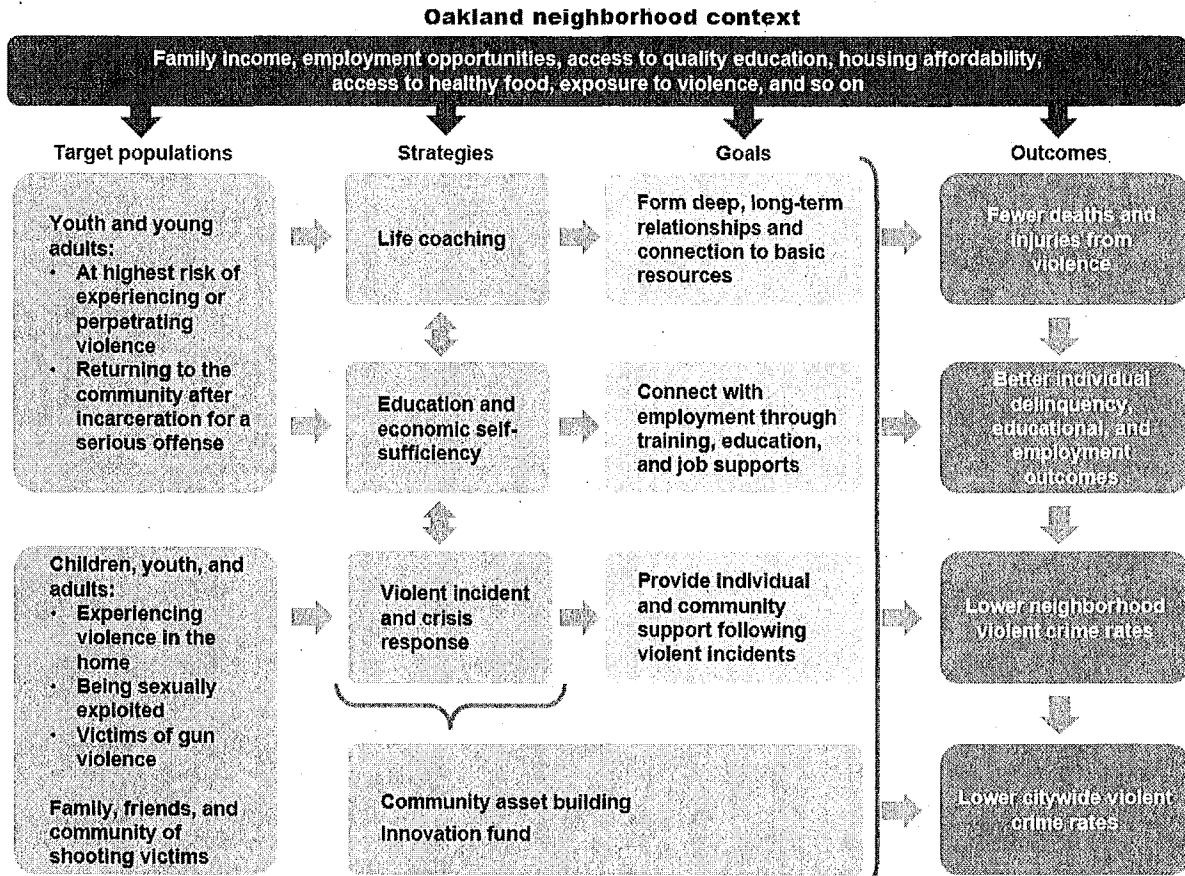 Oakland neighborhood context
Family income, employment opportunities, access to quality education, housing affordability,
access to healthy food, exposure to violence, and so on
Target populations
Strategies
Goals
Outcomes
Youth and young
adults:
• At highest risk of
experiencing or
perpetrating
violence
• Returning to the
community after
incarceration for a
serious offense
Life coaching
Form deep, long-term
relationships and
connection to basic
resources
Fewer deaths and
injuries from
violence
Education and
economic self-
sufficiency
Connect with
employment through
training, education,
and job supports
Better individual
delinquency,
educational, and
employment
outcomes
Children, youth, and
adults:
• Experiencing
violence in the
home
• Being sexually
exploited
• Victims of gun
violence
Family, friends, and
community of
shooting victims
Violent incident
and crisis
response
Provide individual
and community
support following
violent incidents
Lower neighborhood
violent crime rates
Community asset building
Innovation fund
Lower citywide violent
crime rates